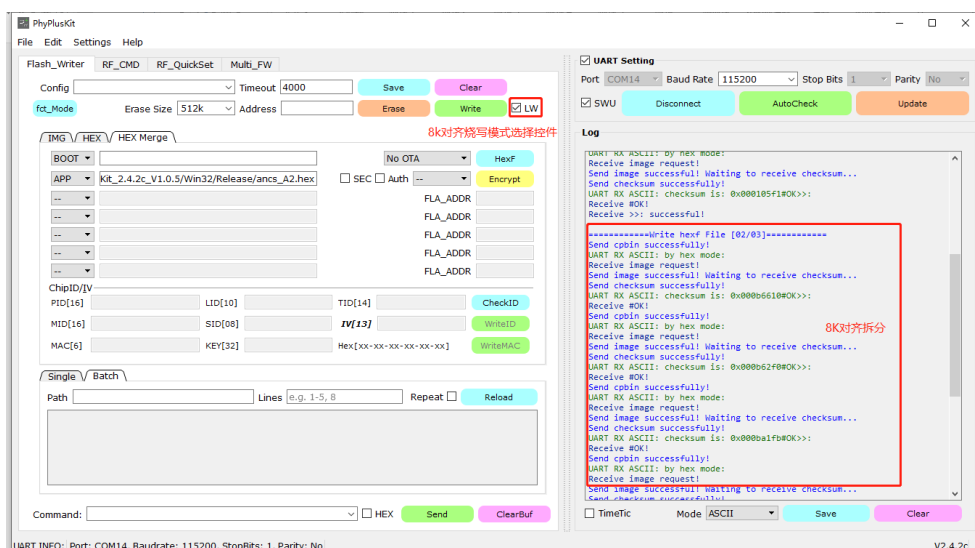 PhyPlusKit
File Edit Settings Help
Flash_Writer RF_CMD RF_QuickSet Multi_FW
Config Timeout 4000 Save Clear
fct_Mode Erase Size 512k Address Erase Write LW
8k对齐烧写模式选择控件
IMG HEX HEX Merge
BOOT No OTA HexF
APP Kit_2.4.2c_V1.0.5/Win32/Release/ancs_A2.hex SEC Auth -- Encrypt
-- FLA_ADDR
-- FLA_ADDR
-- FLA_ADDR
-- FLA_ADDR
-- FLA_ADDR
ChipID/IV
PID[16] LID[10] TID[14] CheckID
MID[16] SID[08] IV[13] WriteID
MAC[6] KEY[32] Hex[xx-xx-xx-xx-xx-xx] WriteMAC
Single Batch
Path Lines e.g. 1-5, 8 Repeat Reload
Command: HEX Send ClearBuf
UART Setting
Port COM14 Baud Rate 115200 Stop Bits 1 Parity No
SWU Disconnect AutoCheck Update
Log
UART RX ASCII: by hex mode:
Receive image request!
Send image successful! Waiting to receive checksum...
Send checksum successfully!
UART RX ASCII: checksum is: 0x000105f1#OK>>:
Receive #OK!
Receive >>: successful!
============Write hexf File [02/03]============
Send cpbin successfully!
UART RX ASCII: by hex mode:
Receive image request!
Send image successful! Waiting to receive checksum...
Send checksum successfully!
UART RX ASCII: checksum is: 0x000b6610#OK>>:
Receive #OK!
Send cpbin successfully!
UART RX ASCII: by hex mode:
8K对齐拆分
Receive image request!
Send image successful! Waiting to receive checksum...
Send checksum successfully!
UART RX ASCII: checksum is: 0x000b62f0#OK>>:
Receive #OK!
Send cpbin successfully!
UART RX ASCII: by hex mode:
Receive image request!
Send image successful! Waiting to receive checksum...
Send checksum successfully!
UART RX ASCII: checksum is: 0x000ba1fb#OK>>:
Receive #OK!
Send cpbin successfully!
UART RX ASCII: by hex mode:
Receive image request!
Send image successful! Waiting to receive checksum...
Send checksum successfully!
TimeTic Mode ASCII Save Clear
UART INFO: Port: COM14, Baudrate: 115200, StopBits: 1, Parity: No V2.4.2c